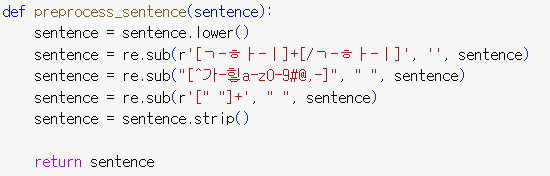 def preprocess_sentence(sentence):
    sentence = sentence.lower()
    sentence = re.sub(r'[ㄱ-ㅎㅏ-ㅣ]+[/ㄱ-ㅎㅏ-ㅣ]', '', sentence)
    sentence = re.sub("[^가-힣a-z0-9#@,-]", " ", sentence)
    sentence = re.sub(r'[" "]+', " ", sentence)
    sentence = sentence.strip()
    return sentence